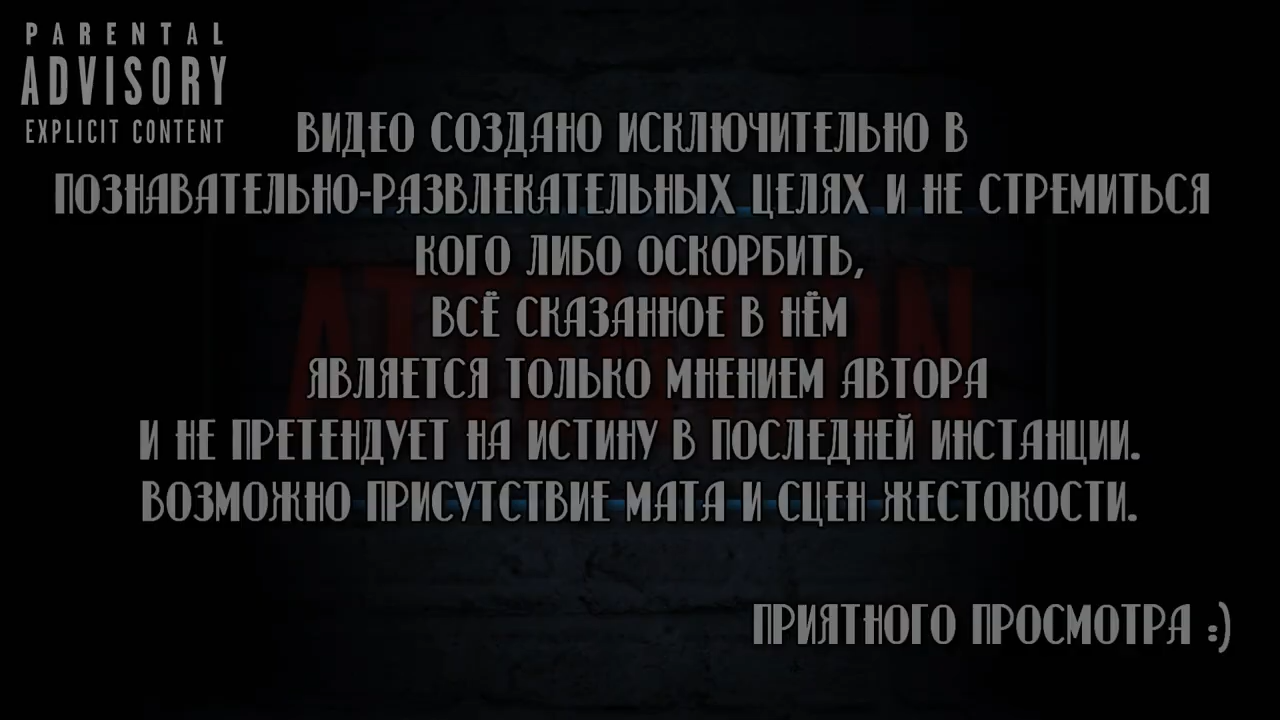 PARENTAL
ADVISORY
EXPLICIT CONTENT
ВИДЕО СОЗДАНО ИСКЛЮЧИТЕЛЬНО В
ПОЗНАВАТЕЛЬНО-РАЗВЛЕКАТЕЛЬНЫХ ЦЕЛЯХ И НЕ СТРЕМИТЬСЯ
КОГО ЛИБО ОСКОРБИТЬ,
ВСЁ СКАЗАННОЕ В НЁМ
ЯВЛЯЕТСЯ ТОЛЬКО МНЕНИЕМ АВТОРА
И НЕ ПРЕТЕНДУЕТ НА ИСТИНУ В ПОСЛЕДНЕЙ ИНСТАНЦИИ.
ВОЗМОЖНО ПРИСУТСТВИЕ МАТА И СЦЕН ЖЕСТОКОСТИ.
ПРИЯТНОГО ПРОСМОТРА :)
ATTENTION